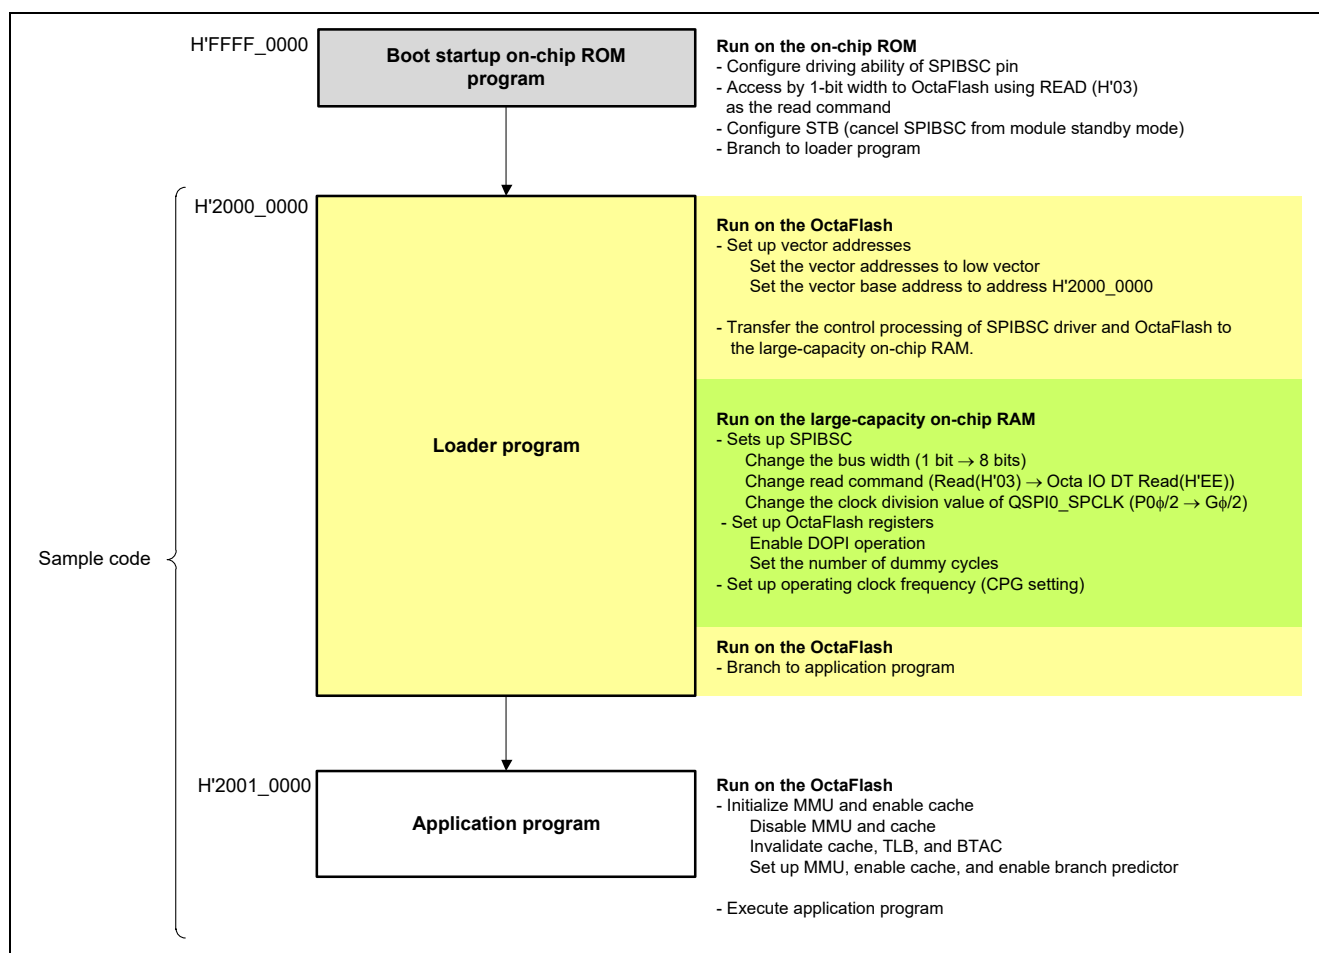 H'FFFF_0000
Boot startup on-chip ROM
program
Run on the on-chip ROM
- Configure driving ability of SPIBSC pin
- Access by 1-bit width to OctaFlash using READ (H'03)
as the read command
- Configure STB (cancel SPIBSC from module standby mode)
- Branch to loader program
Sample code
H'2000_0000
Loader program
Run on the OctaFlash
- Set up vector addresses
Set the vector addresses to low vector
Set the vector base address to address H'2000_0000
- Transfer the control processing of SPIBSC driver and OctaFlash to
the large-capacity on-chip RAM.
Run on the large-capacity on-chip RAM
- Sets up SPIBSC
Change the bus width (1 bit → 8 bits)
Change read command (Read(H'03) → Octa IO DT Read(H'EE))
Change the clock division value of QSPI0_SPCLK (P0ϕ/2 → Gϕ/2)
- Set up OctaFlash registers
Enable DOPI operation
Set the number of dummy cycles
- Set up operating clock frequency (CPG setting)
Run on the OctaFlash
- Branch to application program
H'2001_0000
Application program
Run on the OctaFlash
- Initialize MMU and enable cache
Disable MMU and cache
Invalidate cache, TLB, and BTAC
Set up MMU, enable cache, and enable branch predictor
- Execute application program